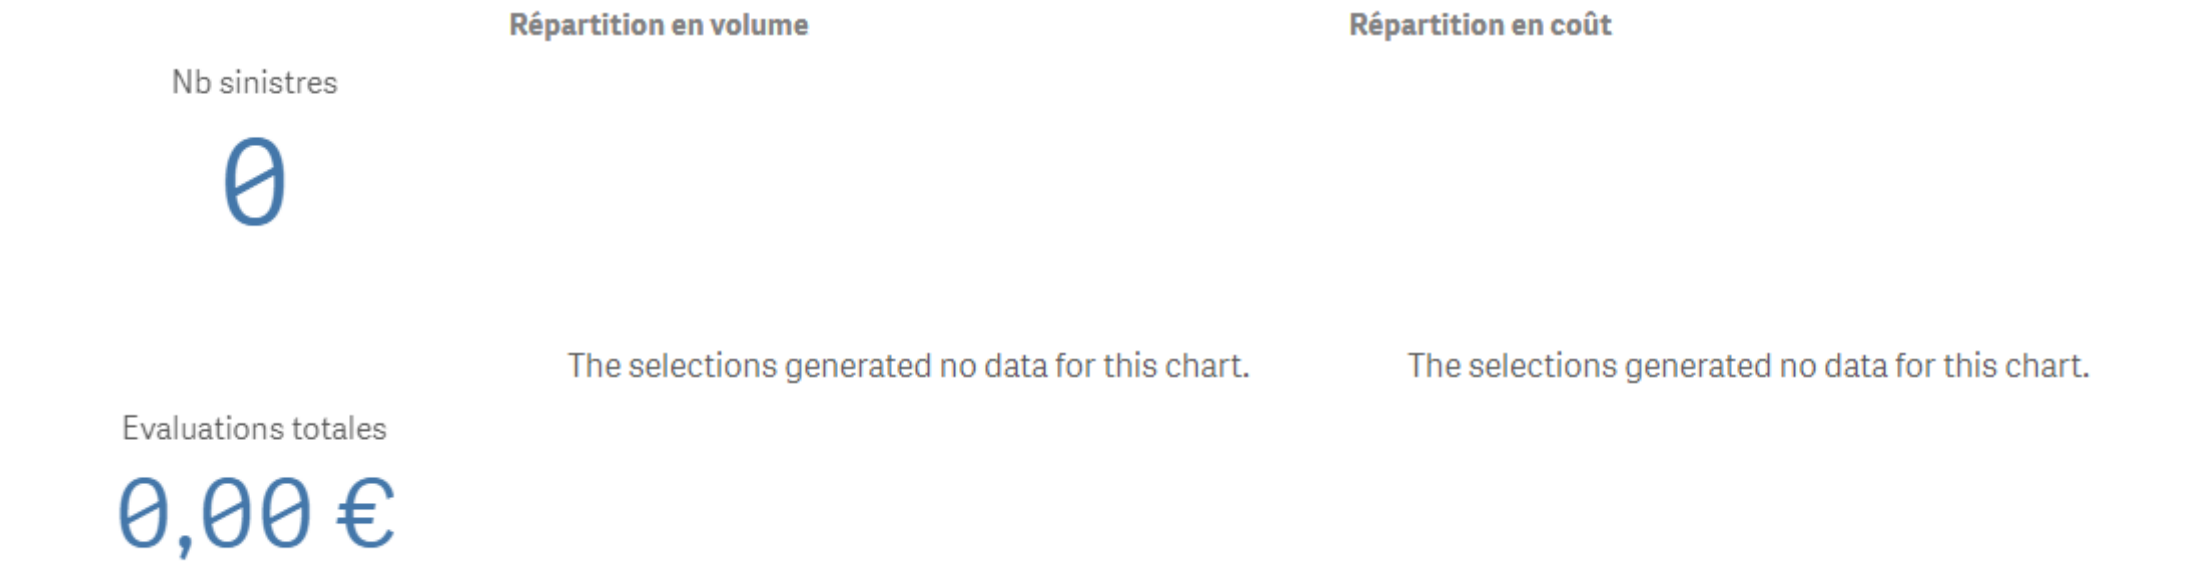 Répartition en volume
Répartition en coût
Nb sinistres
0
The selections generated no data for this chart.
The selections generated no data for this chart.
Evaluations totales
0,00 €